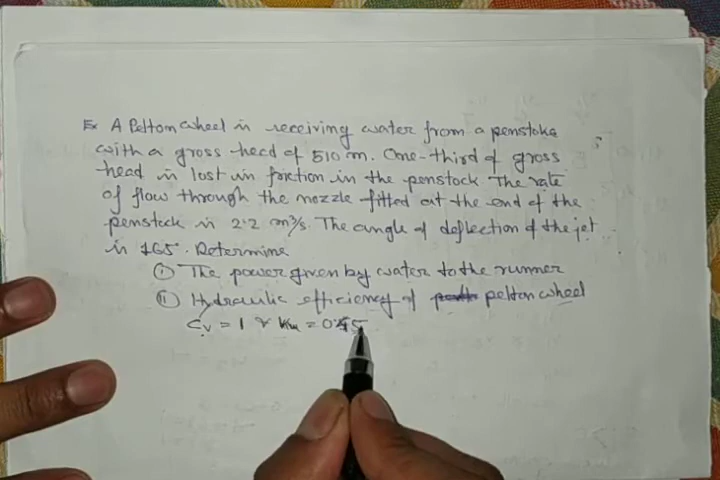 Ex A Pelton wheel is receiving water from a penstoke
with a gross head of 510 m. One-third of gross
head is lost in friction in the penstock The rate
of flow through the nozzle fitted at the end of the
penstock is 2.2 m³/s. The angle of deflection of the jet
is 165°. Determine
(i) The power given by water to the runner
(ii) Hydraulic efficiency of pelton wheel
Cv = 1 & Ku = 0.45